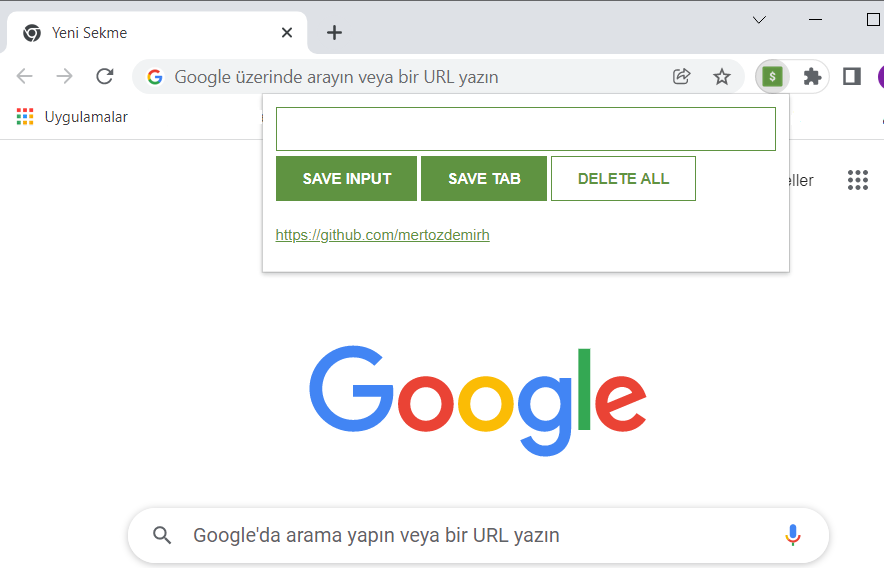 Yeni Sekme
Google üzerinde arayın veya bir URL yazın
$
Uygulamalar
SAVE INPUT SAVE TAB DELETE ALL
https://github.com/mertozdemirh
Google
Google'da arama yapın veya bir URL yazın